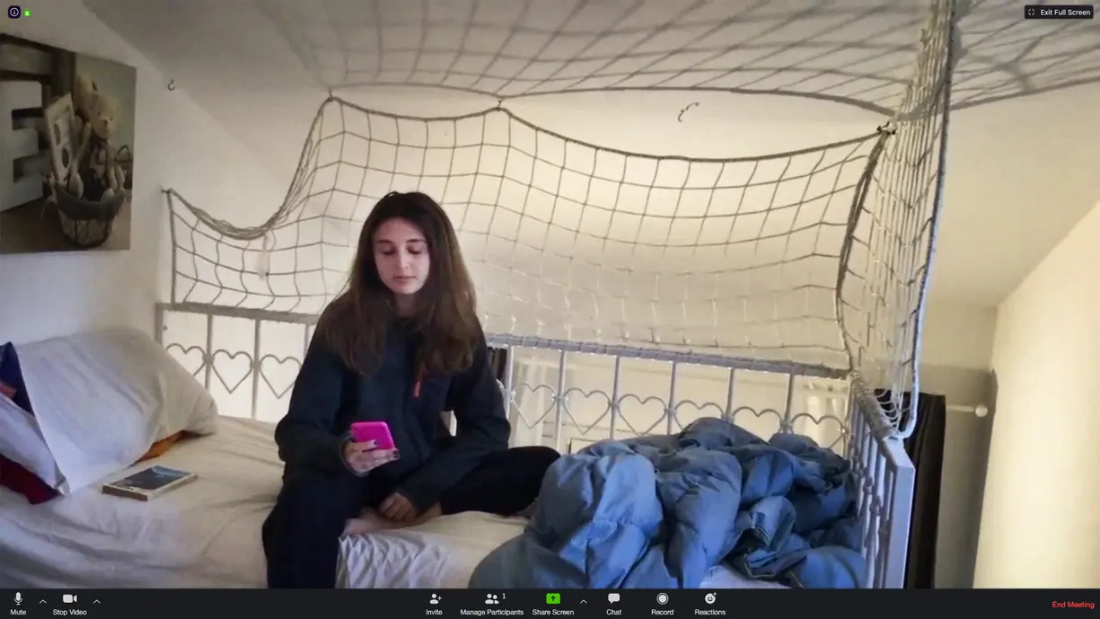 Exit Full Screen
Mute
Stop Video
Invite
1
Manage Participants
Share Screen
Chat
Record
Reactions
End Meeting